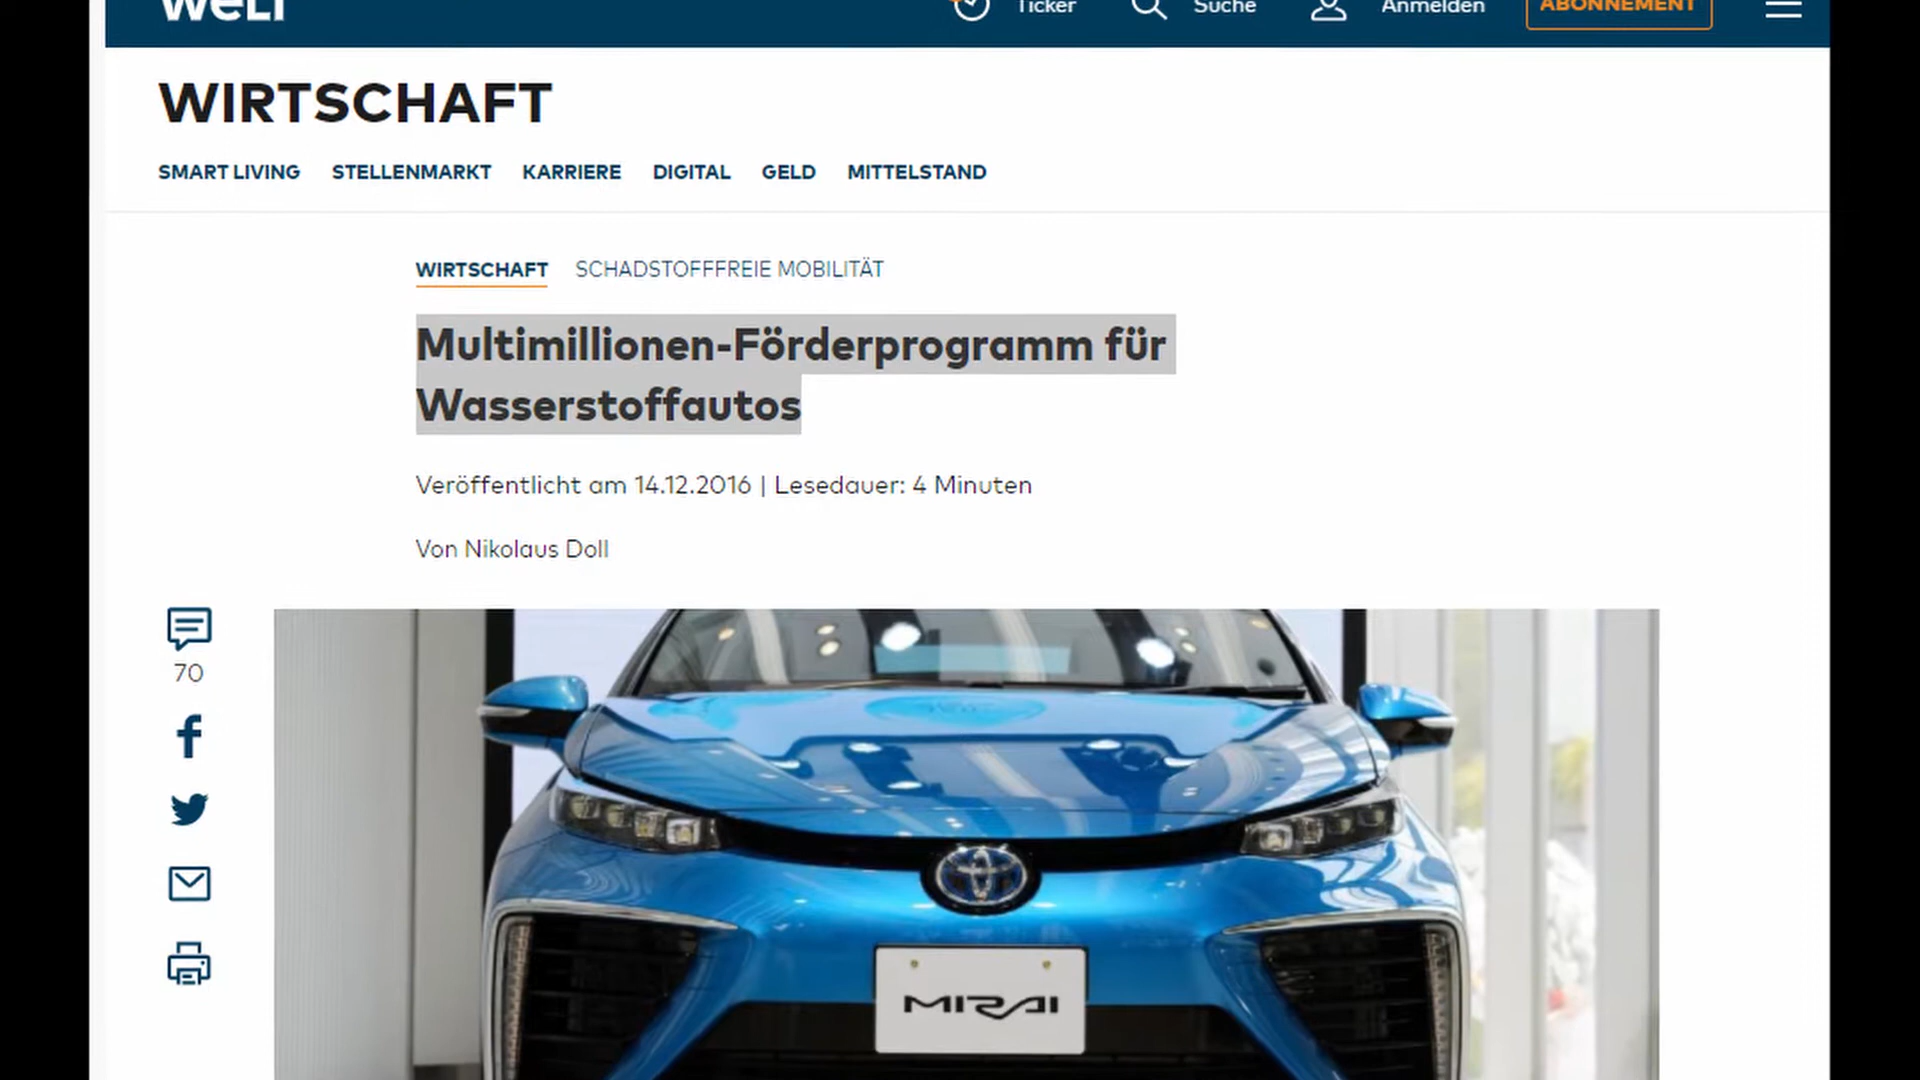 welt
Ticker
Suche
Anmelden
ABONNEMENT
WIRTSCHAFT
SMART LIVING STELLENMARKT KARRIERE DIGITAL GELD MITTELSTAND
WIRTSCHAFT SCHADSTOFFFREIE MOBILITÄT
Multimillionen-Förderprogramm für
Wasserstoffautos
Veröffentlicht am 14.12.2016 | Lesedauer: 4 Minuten
Von Nikolaus Doll
70
MIRAI